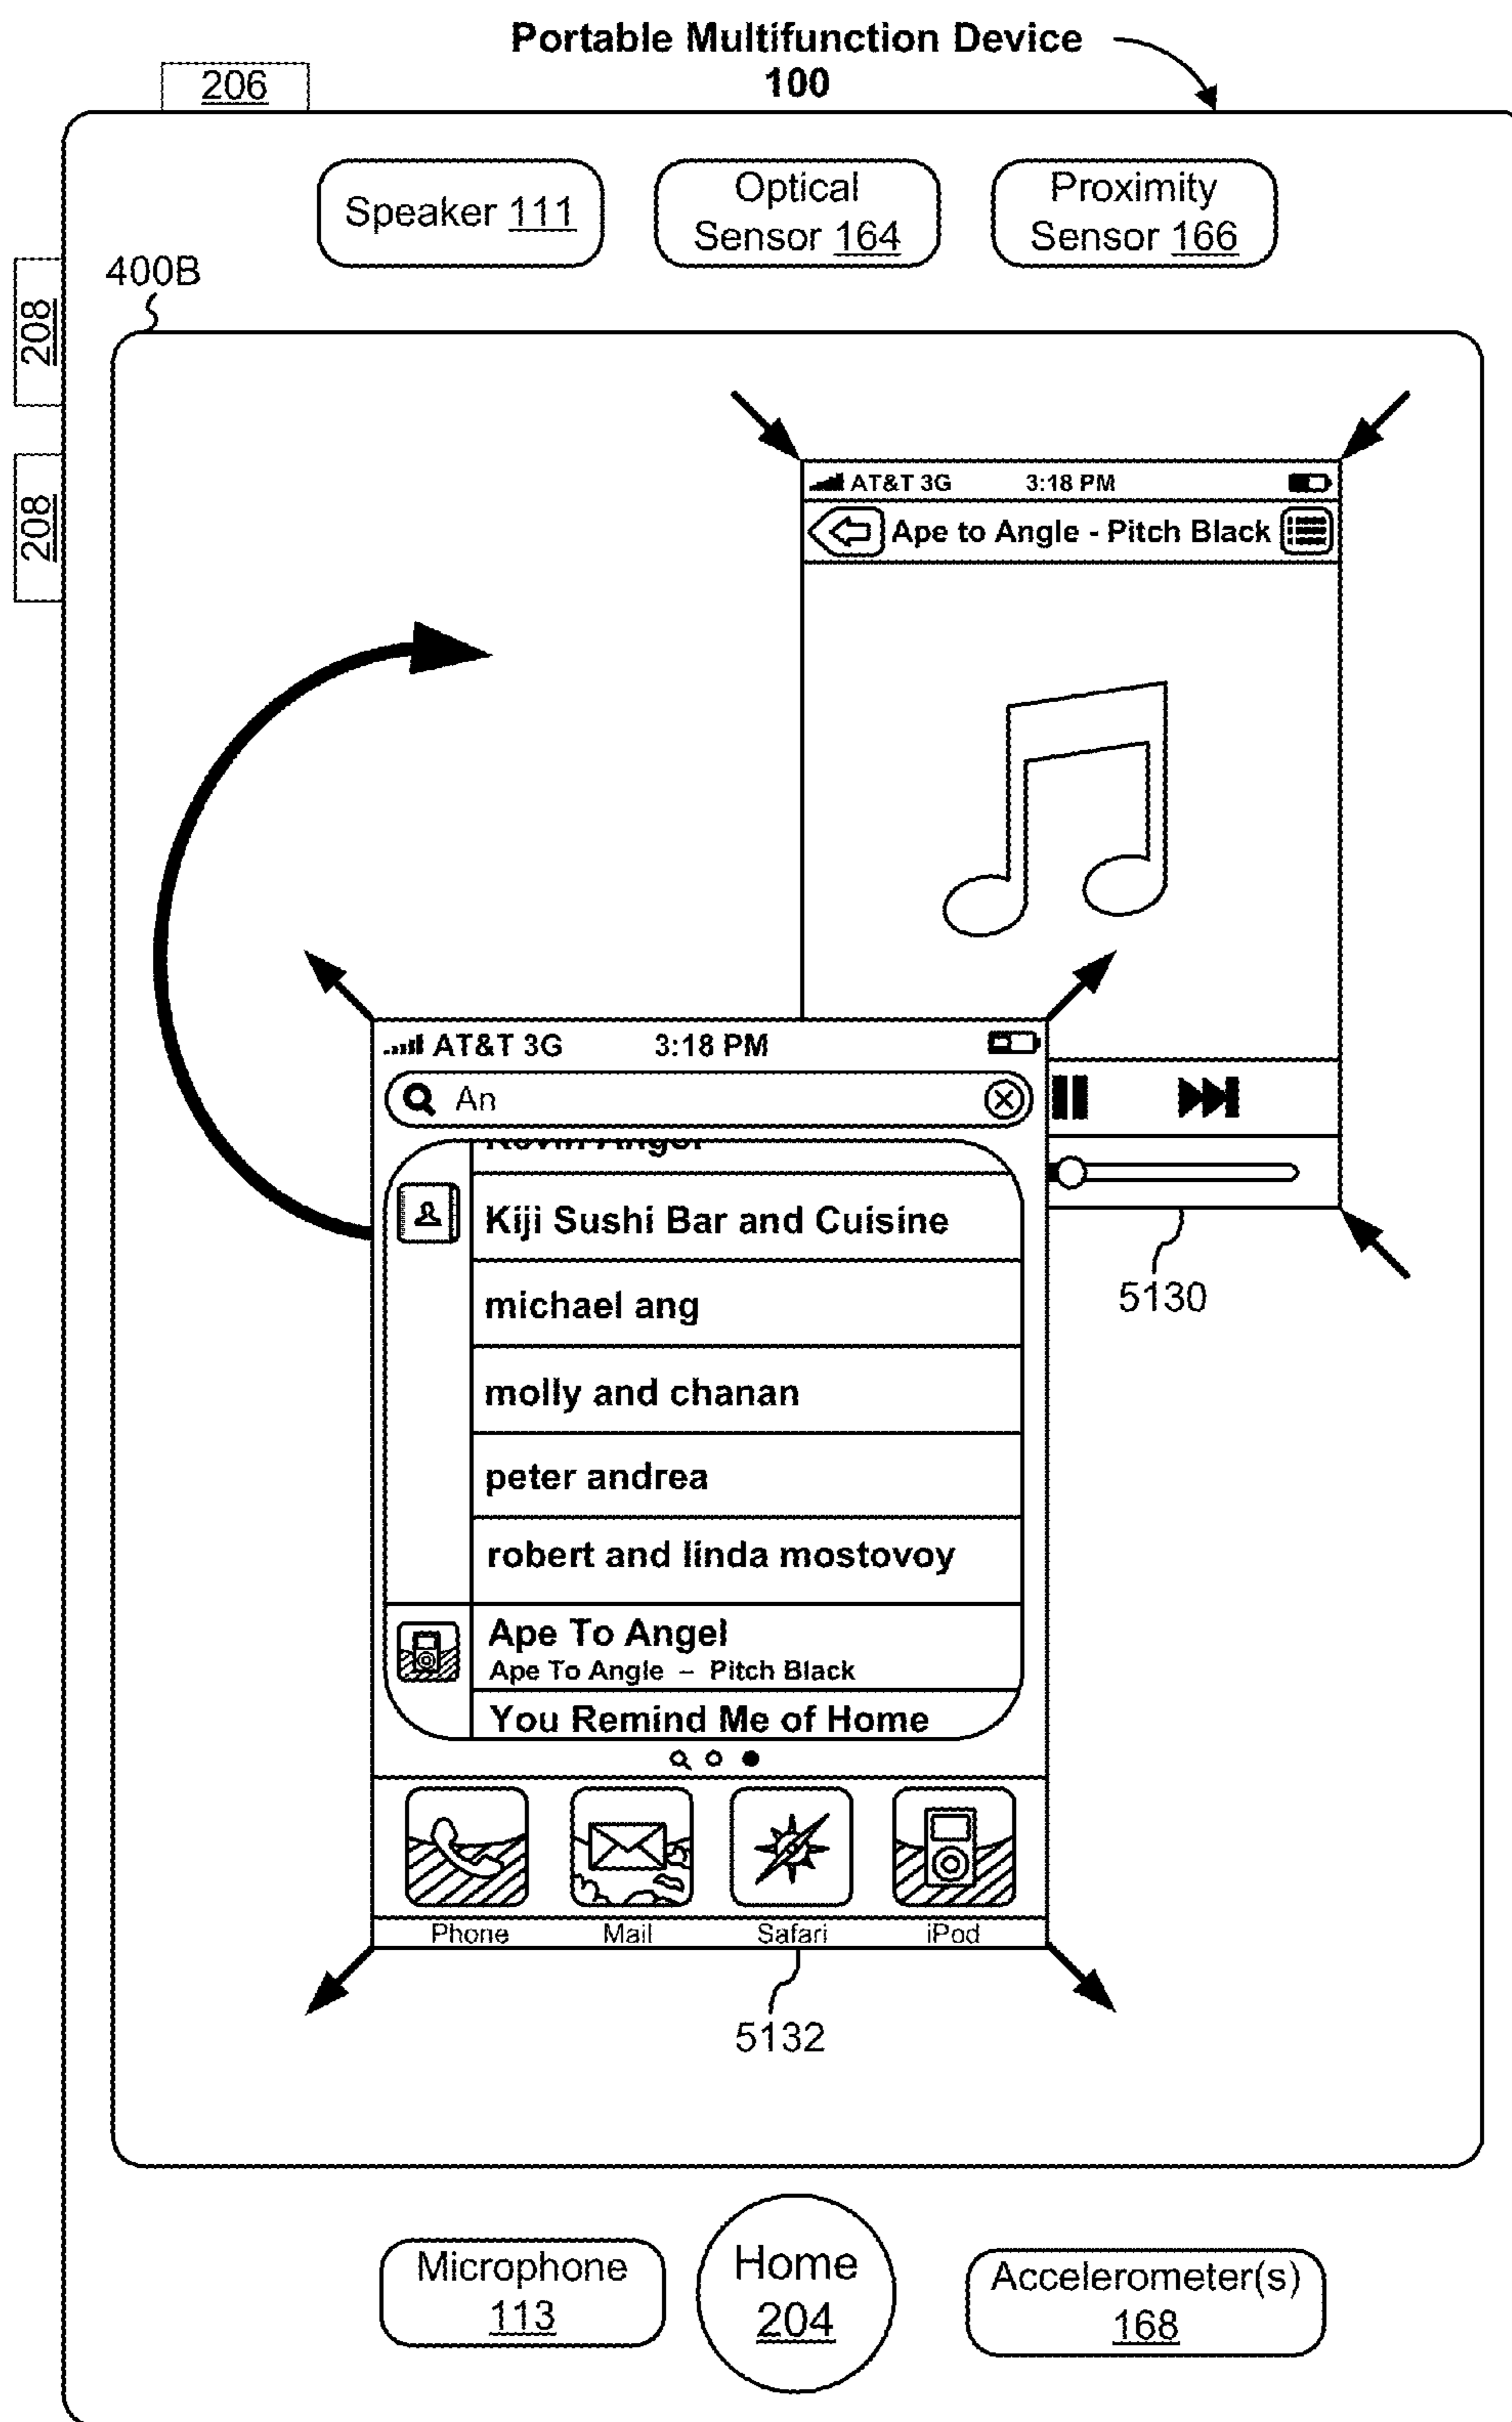 Portable Multifunction Device
100
206
Speaker 111
Optical
Sensor 164
Proximity
Sensor 166
400B
208
208
AT&T 3G 3:18 PM
Ape to Angle - Pitch Black
AT&T 3G 3:18 PM
An
Kiji Sushi Bar and Cuisine
michael ang
molly and chanan
peter andrea
robert and linda mostovoy
Ape To Angel
Ape To Angle – Pitch Black
You Remind Me of Home
Phone Mail Safari iPod
5130
5132
Microphone
113
Home
204
Accelerometer(s)
168